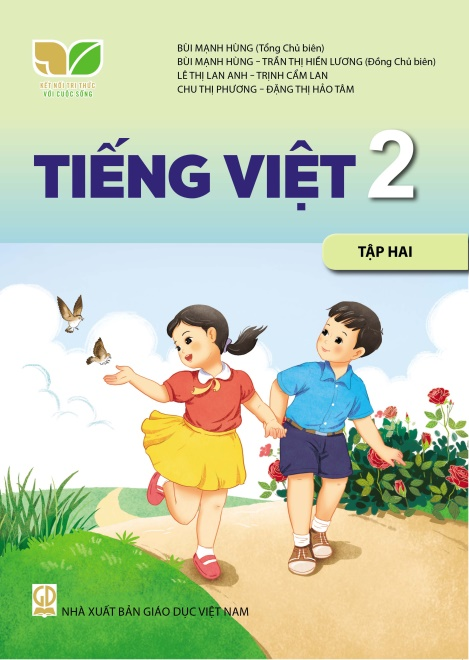 KẾT NỐI TRI THỨC
VỚI CUỘC SỐNG
BÙI MẠNH HÙNG (Tổng Chủ biên)
BÙI MẠNH HÙNG – TRẦN THỊ HIỀN LƯƠNG (Đồng Chủ biên)
LÊ THỊ LAN ANH – TRỊNH CẨM LAN
CHU THỊ PHƯƠNG – ĐẶNG THỊ HẢO TÂM
TIẾNG VIỆT 2
TẬP HAI
GD
NHÀ XUẤT BẢN GIÁO DỤC VIỆT NAM